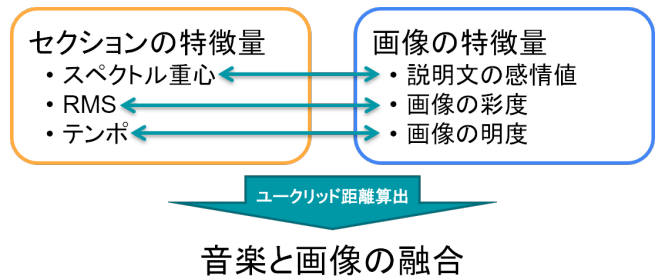 セクションの特徴量
・スペクトル重心
・RMS
・テンポ
画像の特徴量
・説明文の感情値
・画像の彩度
・画像の明度
ユークリッド距離算出
音楽と画像の融合